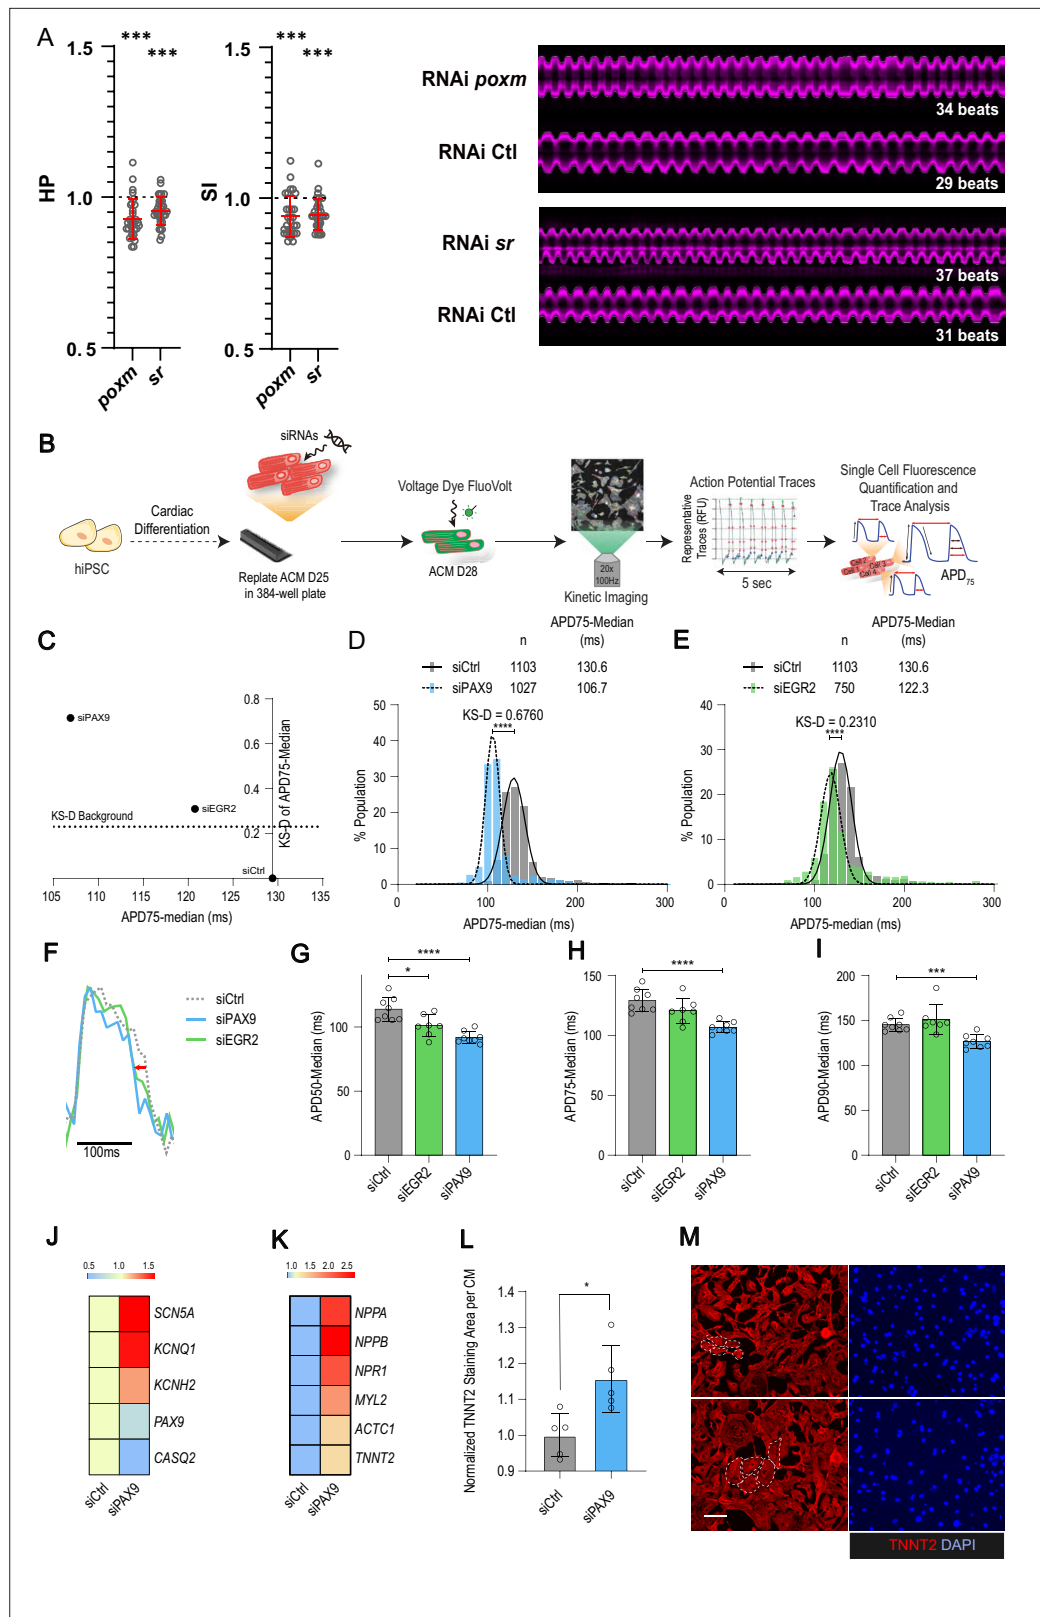 A
***
***
1.5
1.0
0.5
HP
poxm
sr
***
***
1.5
1.0
0.5
SI
poxm
sr
RNAi poxm
34 beats
RNAi Ctl
29 beats
RNAi sr
37 beats
RNAi Ctl
31 beats
B
hiPSC
Cardiac
Differentiation
siRNAs
Replate ACM D25
in 384-well plate
Voltage Dye FluoVolt
ACM D28
20x
100Hz
Kinetic Imaging
Action Potential Traces
Representative
Traces (RFU)
5 sec
Single Cell Fluorescence
Quantification and
Trace Analysis
Cell 1
Cell 2
Cell 3
Cell 4
APD75
C
0.8
0.6
0.4
0.2
KS-D of APD75-Median
siPAX9
siEGR2
KS-D Background
siCtrl
105 110 115 120 125 130 135
APD75-median (ms)
D
APD75-Median
n (ms)
siCtrl 1103 130.6
siPAX9 1027 106.7
KS-D = 0.6760
****
50
40
30
20
10
0
% Population
0 100 200 300
APD75-median (ms)
E
APD75-Median
n (ms)
siCtrl 1103 130.6
siEGR2 750 122.3
KS-D = 0.2310
****
40
30
20
10
0
% Population
0 100 200 300
APD75-median (ms)
F
siCtrl
siPAX9
siEGR2
100ms
G
****
*
150
100
50
0
APD50-Median (ms)
siCtrl
siEGR2
siPAX9
H
****
150
100
50
0
APD75-Median (ms)
siCtrl
siEGR2
siPAX9
I
***
200
150
100
50
0
APD90-Median (ms)
siCtrl
siEGR2
siPAX9
J
0.5 1.0 1.5
SCN5A
KCNQ1
KCNH2
PAX9
CASQ2
siCtrl
siPAX9
K
1.0 1.5 2.0 2.5
NPPA
NPPB
NPR1
MYL2
ACTC1
TNNT2
siCtrl
siPAX9
L
*
1.4
1.3
1.2
1.1
1.0
0.9
Normalized TNNT2 Staining Area per CM
siCtrl
siPAX9
M
TNNT2 DAPI